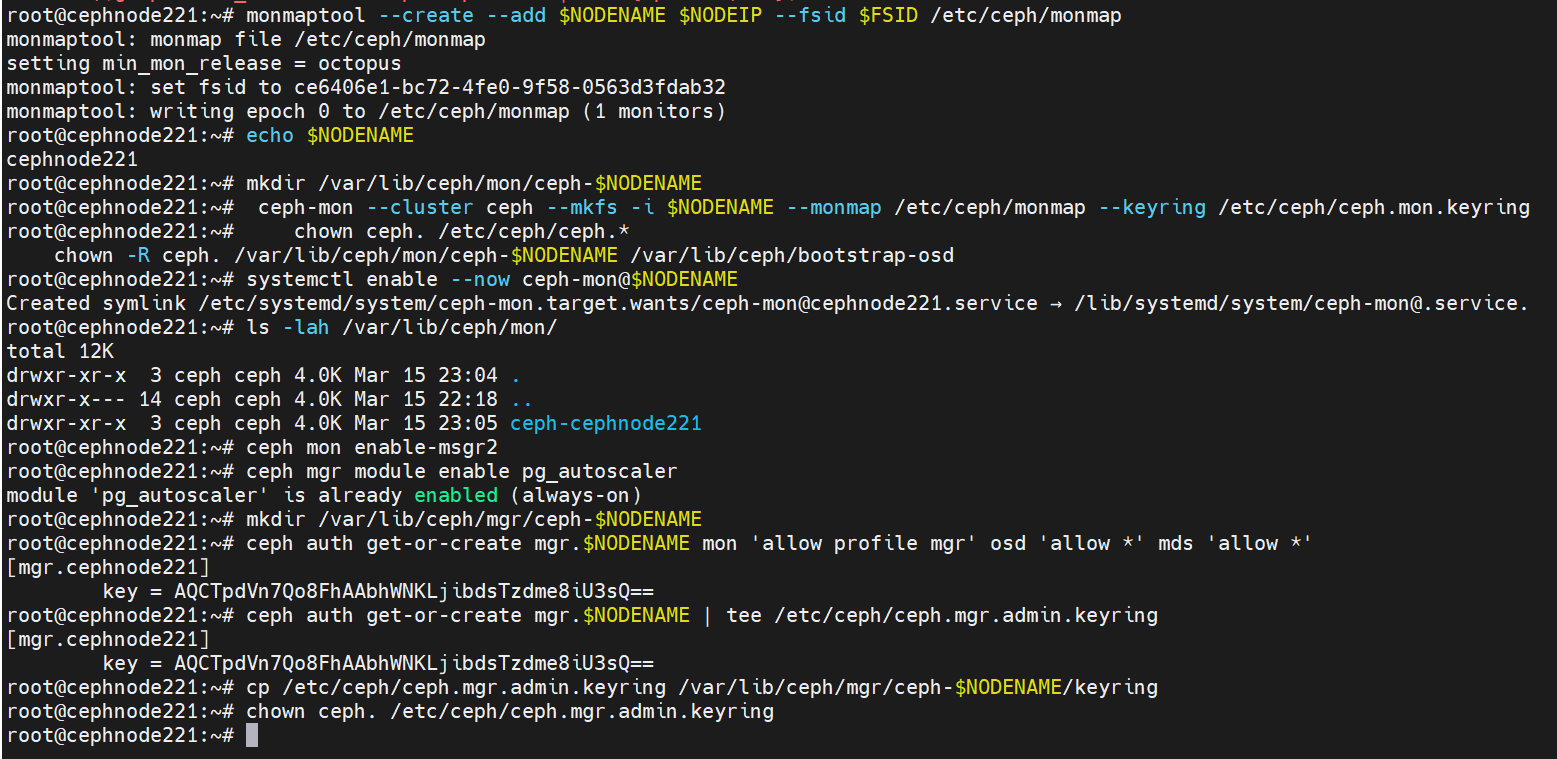 root@cephnode221:~# monmaptool --create --add $NODENAME $NODEIP --fsid $FSID /etc/ceph/monmap
monmaptool: monmap file /etc/ceph/monmap
setting min_mon_release = octopus
monmaptool: set fsid to ce6406e1-bc72-4fe0-9f58-0563d3fdab32
monmaptool: writing epoch 0 to /etc/ceph/monmap (1 monitors)
root@cephnode221:~# echo $NODENAME
cephnode221
root@cephnode221:~# mkdir /var/lib/ceph/mon/ceph-$NODENAME
root@cephnode221:~#  ceph-mon --cluster ceph --mkfs -i $NODENAME --monmap /etc/ceph/monmap --keyring /etc/ceph/ceph.mon.keyring
root@cephnode221:~#     chown ceph. /etc/ceph/ceph.*
    chown -R ceph. /var/lib/ceph/mon/ceph-$NODENAME /var/lib/ceph/bootstrap-osd
root@cephnode221:~# systemctl enable --now ceph-mon@$NODENAME
Created symlink /etc/systemd/system/ceph-mon.target.wants/ceph-mon@cephnode221.service → /lib/systemd/system/ceph-mon@.service.
root@cephnode221:~# ls -lah /var/lib/ceph/mon/
total 12K
drwxr-xr-x  3 ceph ceph 4.0K Mar 15 23:04 .
drwxr-x--- 14 ceph ceph 4.0K Mar 15 22:18 ..
drwxr-xr-x  3 ceph ceph 4.0K Mar 15 23:05 ceph-cephnode221
root@cephnode221:~# ceph mon enable-msgr2
root@cephnode221:~# ceph mgr module enable pg_autoscaler
module 'pg_autoscaler' is already enabled (always-on)
root@cephnode221:~# mkdir /var/lib/ceph/mgr/ceph-$NODENAME
root@cephnode221:~# ceph auth get-or-create mgr.$NODENAME mon 'allow profile mgr' osd 'allow *' mds 'allow *'
[mgr.cephnode221]
        key = AQCTpdVn7Qo8FhAAbhWNKLjibdsTzdme8iU3sQ==
root@cephnode221:~# ceph auth get-or-create mgr.$NODENAME | tee /etc/ceph/ceph.mgr.admin.keyring
[mgr.cephnode221]
        key = AQCTpdVn7Qo8FhAAbhWNKLjibdsTzdme8iU3sQ==
root@cephnode221:~# cp /etc/ceph/ceph.mgr.admin.keyring /var/lib/ceph/mgr/ceph-$NODENAME/keyring
root@cephnode221:~# chown ceph. /etc/ceph/ceph.mgr.admin.keyring
root@cephnode221:~#